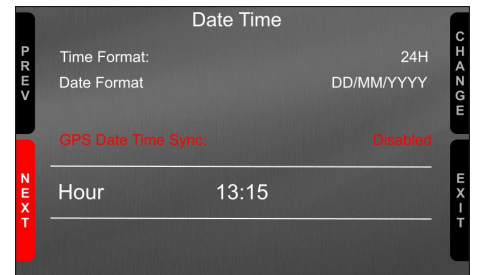 Date Time
PREV
CHANGE
Time Format: 24H
Date Format DD/MM/YYYY
GPS Date Time Sync: Disabled
NEXT
EXIT
Hour 13:15